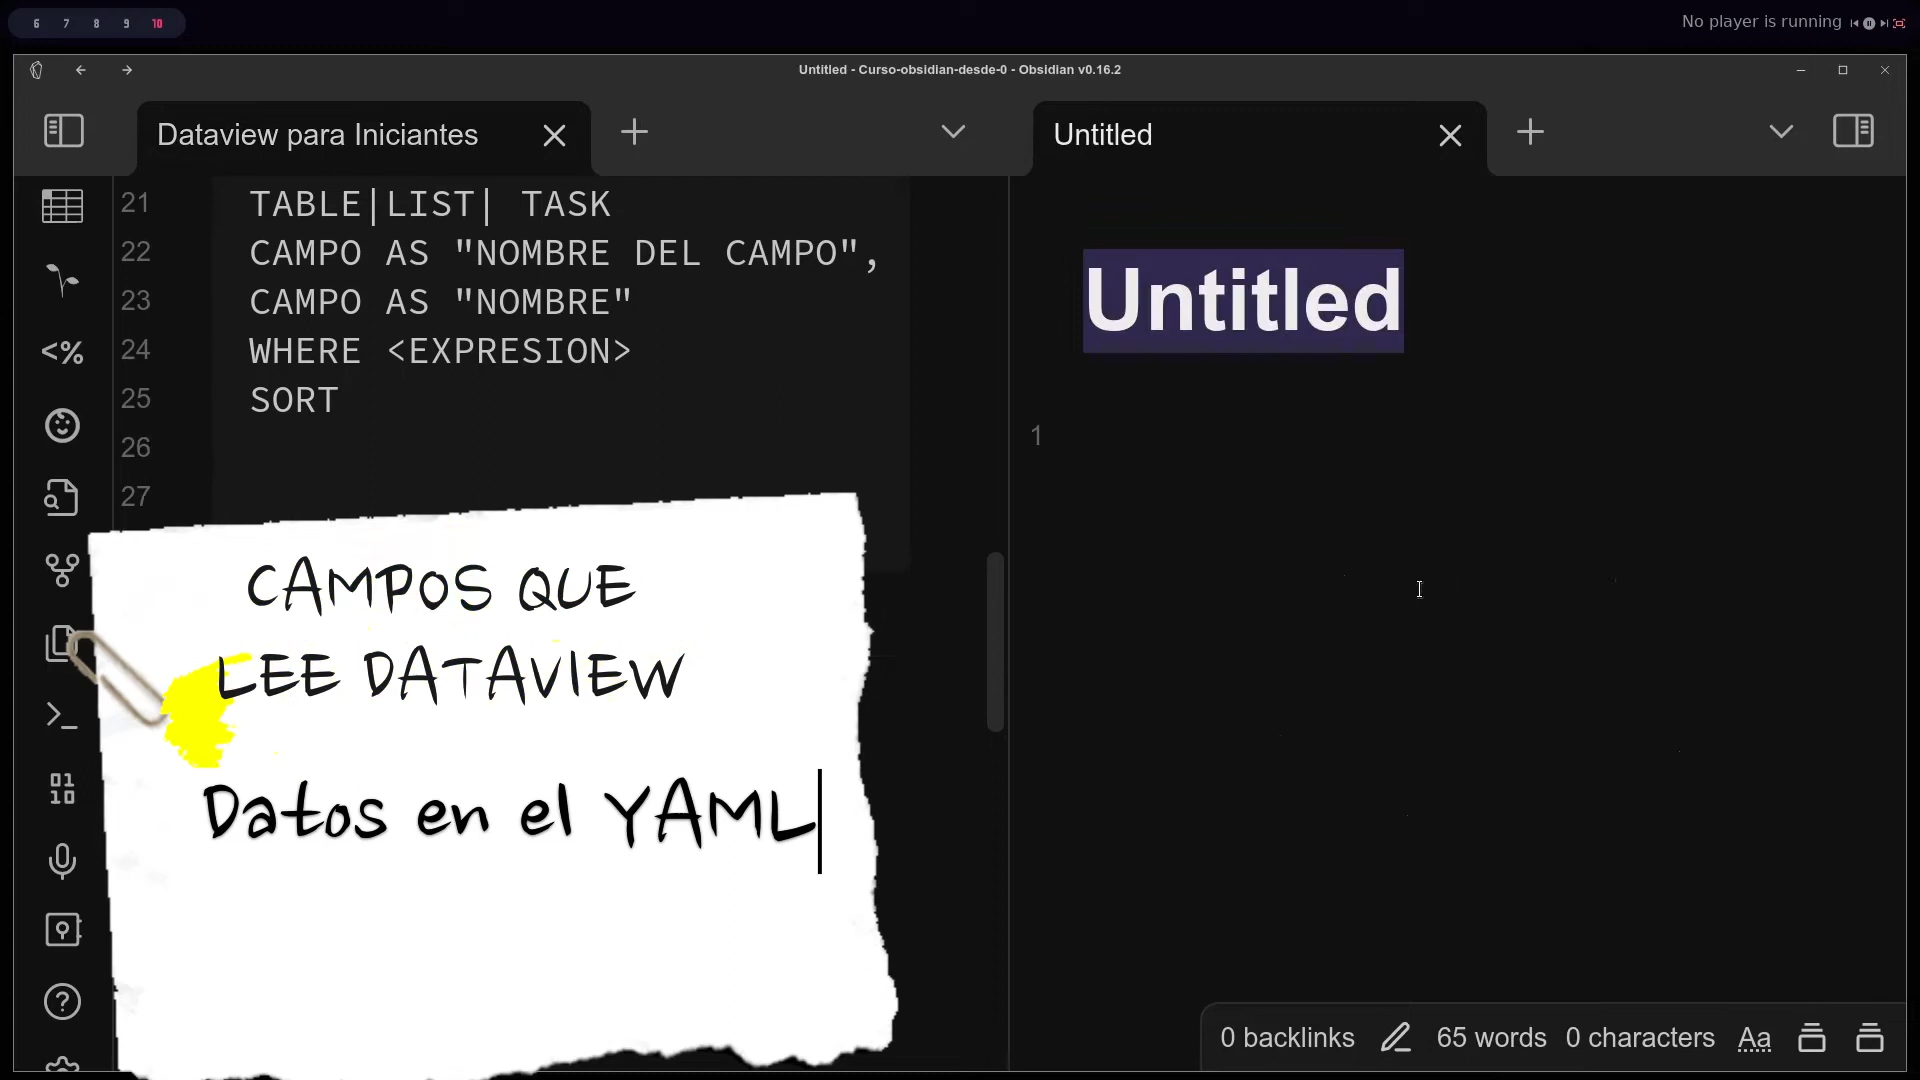 6 7 8 9 10
No player is running
Untitled - Curso-obsidian-desde-0 - Obsidian v0.16.2
Dataview para Iniciantes
Untitled
21 TABLE|LIST| TASK
22 CAMPO AS "NOMBRE DEL CAMPO",
23 CAMPO AS "NOMBRE"
24 WHERE <EXPRESION>
25 SORT
26
27
<%
CAMPOS QUE
LEE DATAVIEW
Datos en el YAML
Untitled
1
0 backlinks 65 words 0 characters Aa